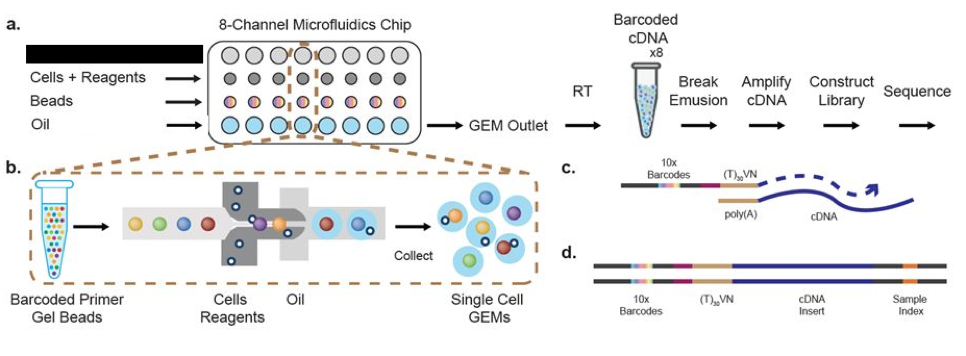 a.
8-Channel Microfluidics Chip
Cells + Reagents
Beads
Oil
GEM Outlet
RT
Barcoded
cDNA
x8
Break
Emusion
Amplify
cDNA
Construct
Library
Sequence
b.
Barcoded Primer
Gel Beads
Cells
Reagents
Oil
Collect
Single Cell
GEMs
c.
10x
Barcodes
(T)30VN
poly(A)
cDNA
d.
10x
Barcodes
(T)30VN
cDNA
Insert
Sample
Index